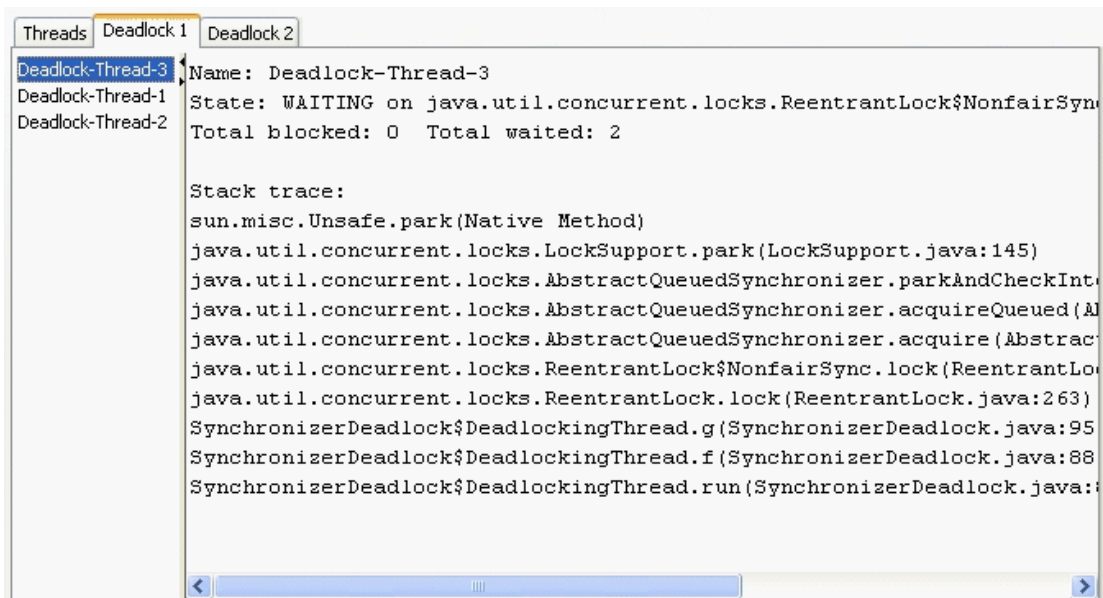 Threads Deadlock 1 Deadlock 2
Deadlock-Thread-3
Deadlock-Thread-1
Deadlock-Thread-2
Name: Deadlock-Thread-3
State: WAITING on java.util.concurrent.locks.ReentrantLock$NonfairSyn
Total blocked: 0 Total waited: 2
Stack trace:
sun.misc.Unsafe.park(Native Method)
java.util.concurrent.locks.LockSupport.park(LockSupport.java:145)
java.util.concurrent.locks.AbstractQueuedSynchronizer.parkAndCheckInt
java.util.concurrent.locks.AbstractQueuedSynchronizer.acquireQueued(A
java.util.concurrent.locks.AbstractQueuedSynchronizer.acquire(Abstrac
java.util.concurrent.locks.ReentrantLock$NonfairSync.lock(ReentrantLo
java.util.concurrent.locks.ReentrantLock.lock(ReentrantLock.java:263)
SynchronizerDeadlock$DeadlockingThread.g(SynchronizerDeadlock.java:95
SynchronizerDeadlock$DeadlockingThread.f(SynchronizerDeadlock.java:88
SynchronizerDeadlock$DeadlockingThread.run(SynchronizerDeadlock.java: